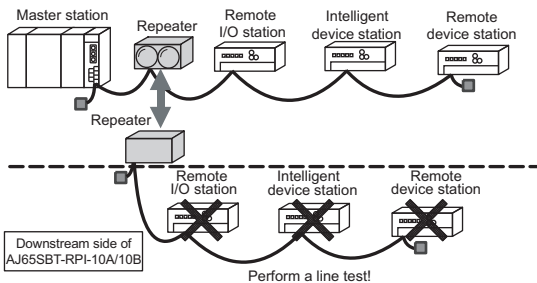 Master station
Repeater
Remote
I/O station
Intelligent
device station
Remote
device station
Repeater
Remote
I/O station
Intelligent
device station
Remote
device station
Downstream side of
AJ65SBT-RPI-10A/10B
Perform a line test!